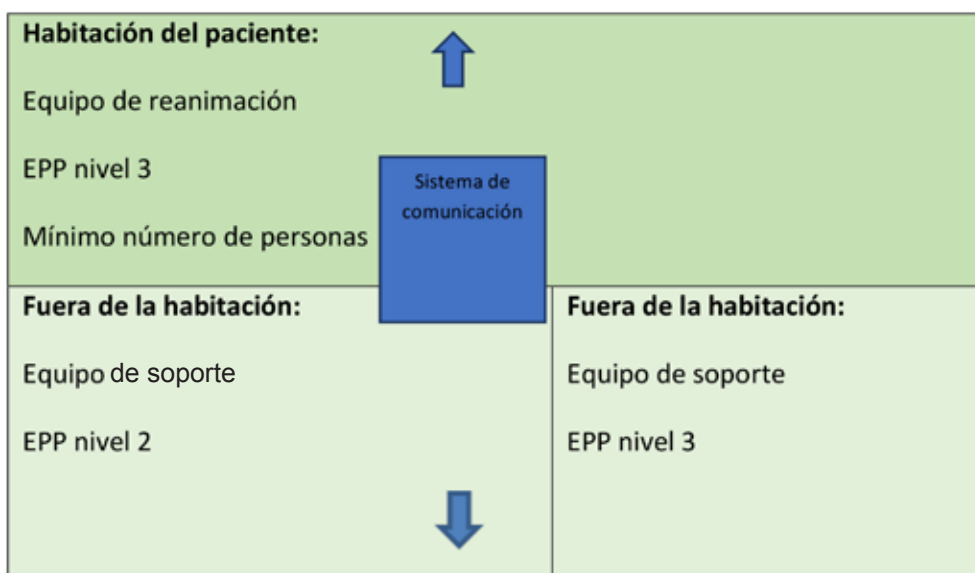 Habitación del paciente:
Equipo de reanimación
EPP nivel 3
Mínimo número de personas
Sistema de
comunicación
Fuera de la habitación:
Equipo de soporte
EPP nivel 2
Fuera de la habitación:
Equipo de soporte
EPP nivel 3